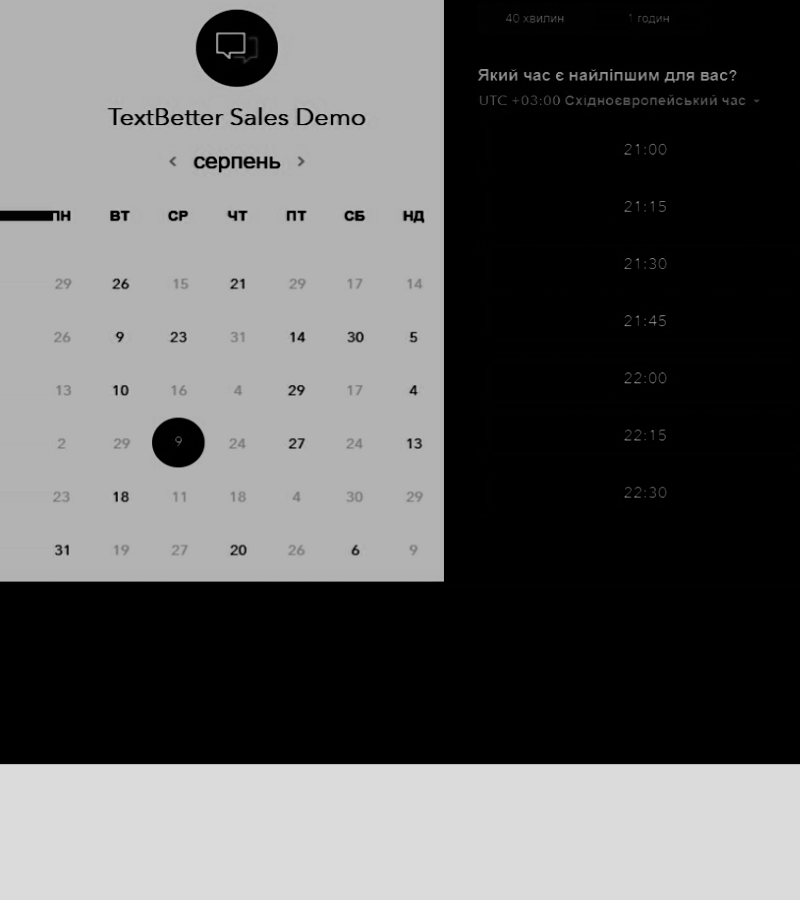 TextBetter Sales Demo
серпень
ПН ВТ СР ЧТ ПТ СБ НД
29 26 15 21 29 17 14
26 9 23 31 14 30 5
13 10 16 4 29 17 4
2 29 9 24 27 24 13
23 18 11 18 4 30 29
31 19 27 20 26 6 9
40 хвилин 1 годин
Який час є найліпшим для вас?
UTC +03:00 Східноєвропейський час
21:00
21:15
21:30
21:45
22:00
22:15
22:30